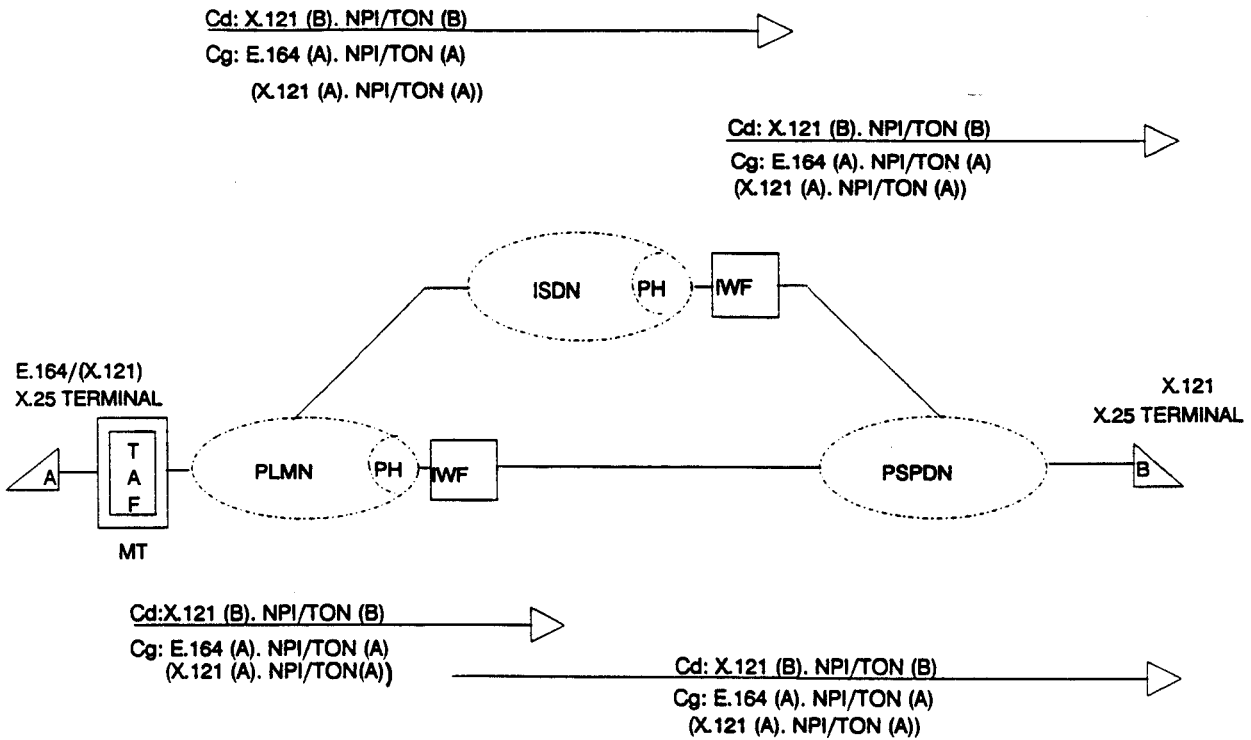 Cd: X.121 (B). NPI/TON (B)
Cg: E.164 (A). NPI/TON (A)
(X.121 (A). NPI/TON (A))
Cd: X.121 (B). NPI/TON (B)
Cg: E.164 (A). NPI/TON (A)
(X.121 (A). NPI/TON (A))
ISDN
PH
IWF
E.164/(X.121)
X.25 TERMINAL
X.121
X.25 TERMINAL
A
T
A
F
MT
PLMN
PH
IWF
PSPDN
B
Cd:X.121 (B). NPI/TON (B)
Cg: E.164 (A). NPI/TON (A)
(X.121 (A). NPI/TON(A))
Cd: X.121 (B). NPI/TON (B)
Cg: E.164 (A). NPI/TON (A)
(X.121 (A). NPI/TON (A))